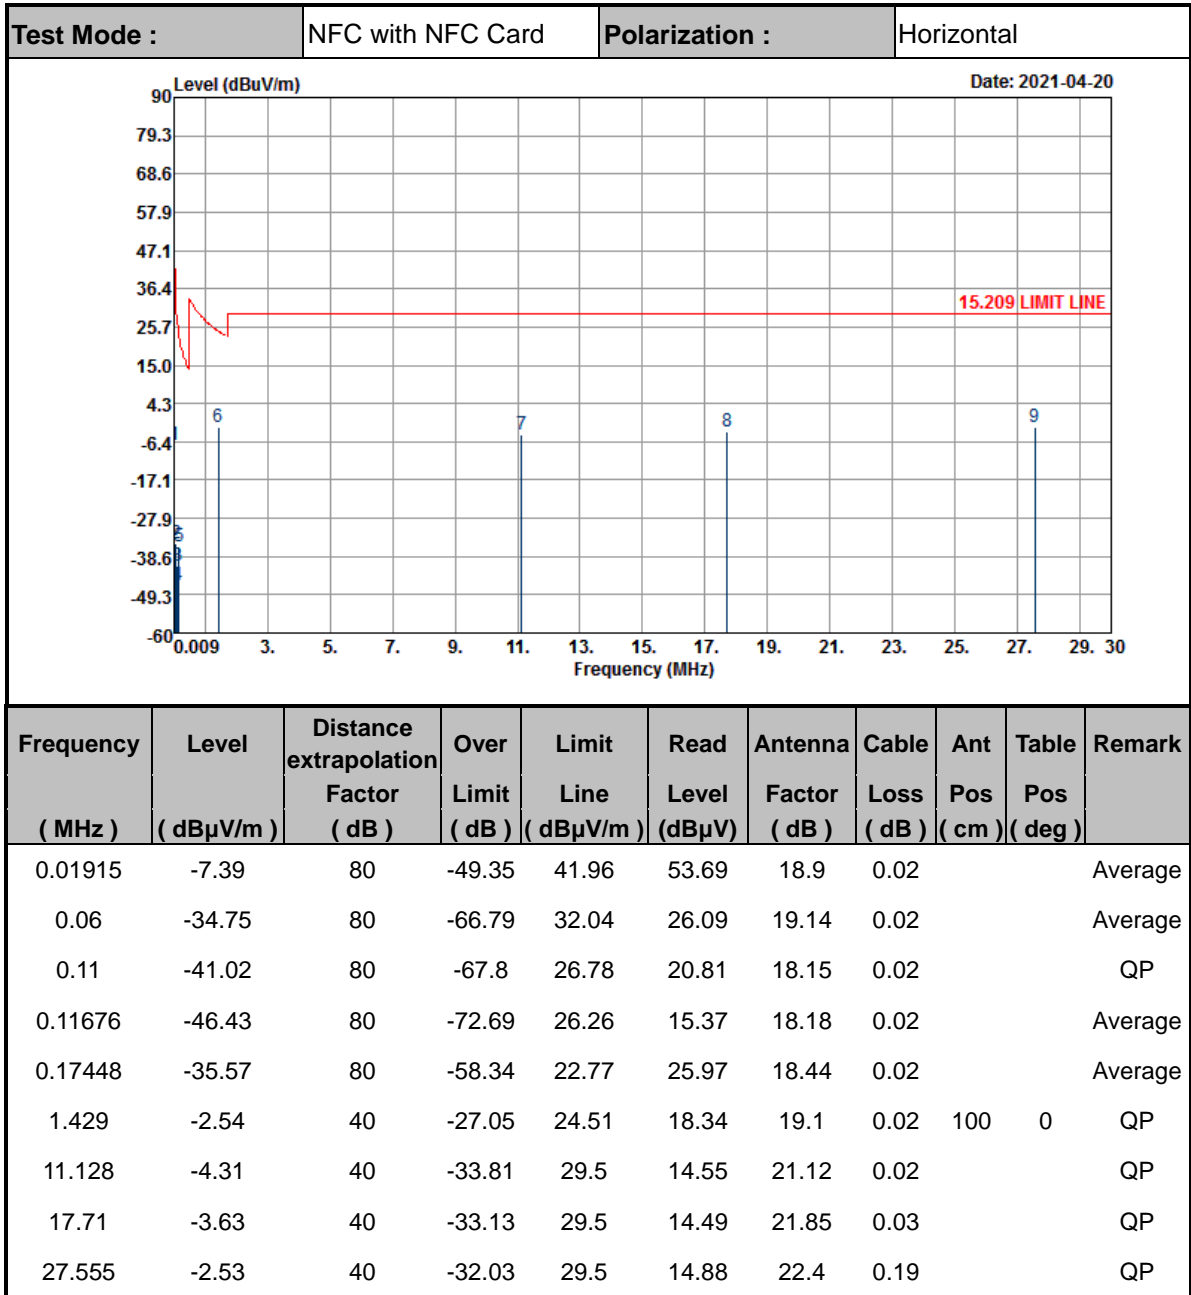 Test Mode : NFC with NFC Card Polarization : Horizontal
Level (dBuV/m) Date: 2021-04-20
90
79.3
68.6
57.9
47.1
36.4
15.209 LIMIT LINE
25.7
15.0
4.3
6 7 8 9
1
-6.4
-17.1
-27.9
5
-38.6
-49.3
-60
0.009 3. 5. 7. 9. 11. 13. 15. 17. 19. 21. 23. 25. 27. 29. 30
Frequency (MHz)
Frequency Level Distance extrapolation Over Limit Read Antenna Cable Ant Table Remark
Factor Limit Line Level Factor Loss Pos Pos
( MHz ) ( dBµV/m ) ( dB ) ( dB ) ( dBµV/m ) (dBµV) ( dB ) ( dB ) ( cm ) ( deg )
0.01915 -7.39 80 -49.35 41.96 53.69 18.9 0.02 Average
0.06 -34.75 80 -66.79 32.04 26.09 19.14 0.02 Average
0.11 -41.02 80 -67.8 26.78 20.81 18.15 0.02 QP
0.11676 -46.43 80 -72.69 26.26 15.37 18.18 0.02 Average
0.17448 -35.57 80 -58.34 22.77 25.97 18.44 0.02 Average
1.429 -2.54 40 -27.05 24.51 18.34 19.1 0.02 100 0 QP
11.128 -4.31 40 -33.81 29.5 14.55 21.12 0.02 QP
17.71 -3.63 40 -33.13 29.5 14.49 21.85 0.03 QP
27.555 -2.53 40 -32.03 29.5 14.88 22.4 0.19 QP